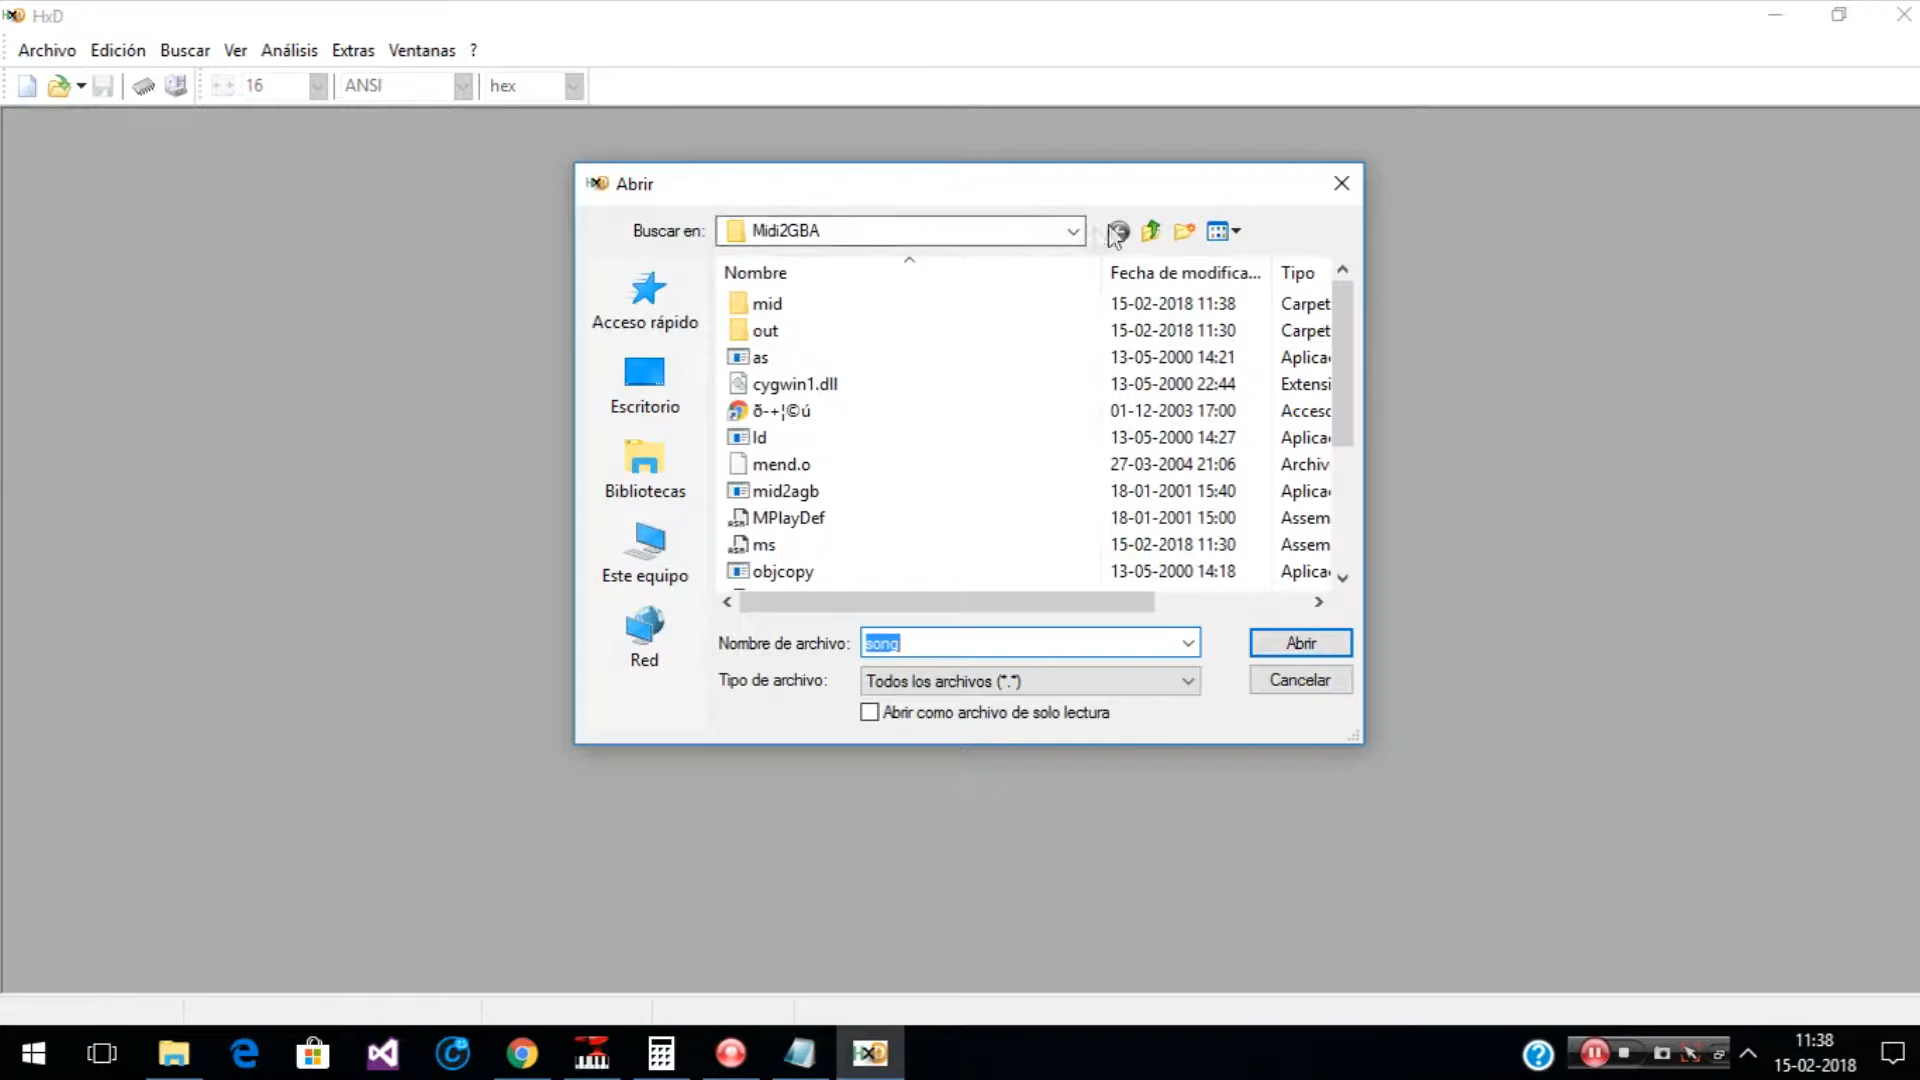 HxD
Archivo Edición Buscar Ver Análisis Extras Ventanas ?
16 ANSI hex
Abrir
Buscar en: Midi2GBA
Nombre Fecha de modifica... Tipo
mid 15-02-2018 11:38 Carpet
out 15-02-2018 11:30 Carpet
as 13-05-2000 14:21 Aplica
cygwin1.dll 13-05-2000 22:44 Extensi
ð-+¦©ú 01-12-2003 17:00 Acceso
ld 13-05-2000 14:27 Aplica
mend.o 27-03-2004 21:06 Archiv
mid2agb 18-01-2001 15:40 Aplica
MPlayDef 18-01-2001 15:00 Assem
ms 15-02-2018 11:30 Assem
objcopy 13-05-2000 14:18 Aplica
Acceso rápido
Escritorio
Bibliotecas
Este equipo
Red
Nombre de archivo: song Abrir
Tipo de archivo: Todos los archivos (*.*) Cancelar
Abrir como archivo de solo lectura
11:38
15-02-2018